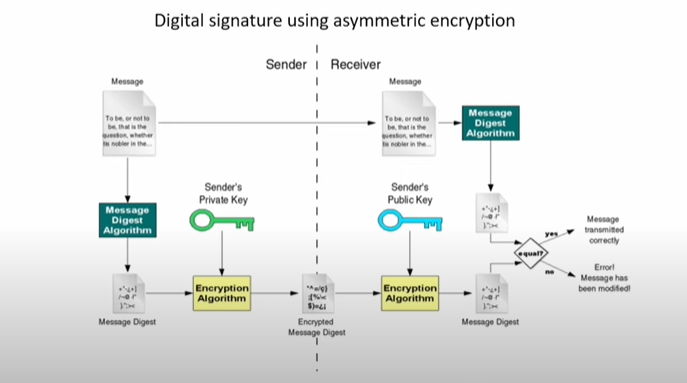 Digital signature using asymmetric encryption
Sender
Receiver
Message
To be, or not to
be, that is the
question, whether
tis nobler in the...
Message
To be, or not to
be, that is the
question, whether
tis nobler in the...
Message
Digest
Algorithm
Sender's
Private Key
Sender's
Public Key
Message
Digest
Algorithm
yes
equal?
no
Message
transmitted
correctly
Error!
Message has
been modified!
Encryption
Algorithm
Encryption
Algorithm
Message Digest
Encrypted
Message Digest
Message Digest